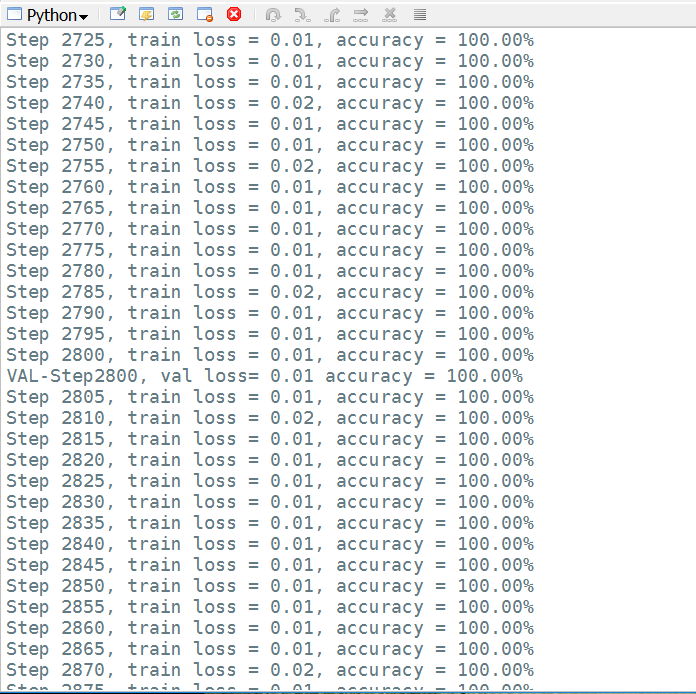 Python
Step 2725, train loss = 0.01, accuracy = 100.00%
Step 2730, train loss = 0.01, accuracy = 100.00%
Step 2735, train loss = 0.01, accuracy = 100.00%
Step 2740, train loss = 0.02, accuracy = 100.00%
Step 2745, train loss = 0.01, accuracy = 100.00%
Step 2750, train loss = 0.01, accuracy = 100.00%
Step 2755, train loss = 0.02, accuracy = 100.00%
Step 2760, train loss = 0.01, accuracy = 100.00%
Step 2765, train loss = 0.01, accuracy = 100.00%
Step 2770, train loss = 0.01, accuracy = 100.00%
Step 2775, train loss = 0.01, accuracy = 100.00%
Step 2780, train loss = 0.01, accuracy = 100.00%
Step 2785, train loss = 0.02, accuracy = 100.00%
Step 2790, train loss = 0.01, accuracy = 100.00%
Step 2795, train loss = 0.01, accuracy = 100.00%
Step 2800, train loss = 0.01, accuracy = 100.00%
VAL-Step2800, val loss= 0.01 accuracy = 100.00%
Step 2805, train loss = 0.01, accuracy = 100.00%
Step 2810, train loss = 0.02, accuracy = 100.00%
Step 2815, train loss = 0.01, accuracy = 100.00%
Step 2820, train loss = 0.01, accuracy = 100.00%
Step 2825, train loss = 0.01, accuracy = 100.00%
Step 2830, train loss = 0.01, accuracy = 100.00%
Step 2835, train loss = 0.01, accuracy = 100.00%
Step 2840, train loss = 0.01, accuracy = 100.00%
Step 2845, train loss = 0.01, accuracy = 100.00%
Step 2850, train loss = 0.01, accuracy = 100.00%
Step 2855, train loss = 0.01, accuracy = 100.00%
Step 2860, train loss = 0.01, accuracy = 100.00%
Step 2865, train loss = 0.01, accuracy = 100.00%
Step 2870, train loss = 0.02, accuracy = 100.00%